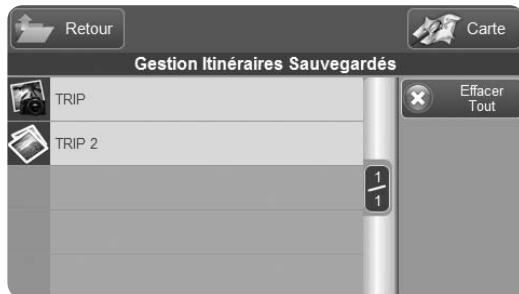 Retour
Carte
Gestion Itinéraires Sauvegardés
TRIP
TRIP 2
Effacer
Tout
1
1